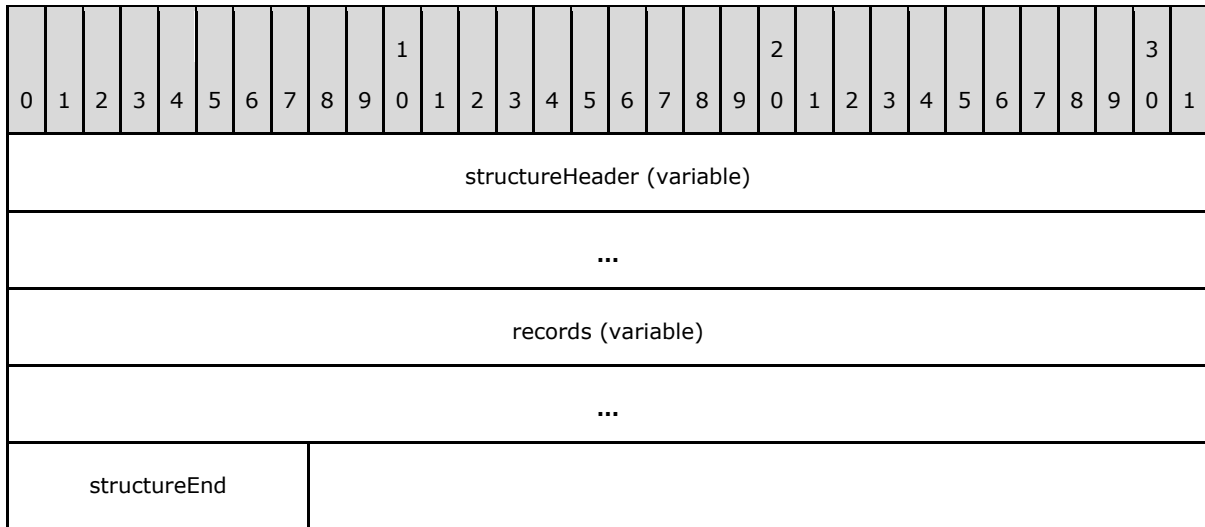 1 2 3
0 1 2 3 4 5 6 7 8 9 0 1 2 3 4 5 6 7 8 9 0 1 2 3 4 5 6 7 8 9 0 1
structureHeader (variable)
...
records (variable)
...
structureEnd